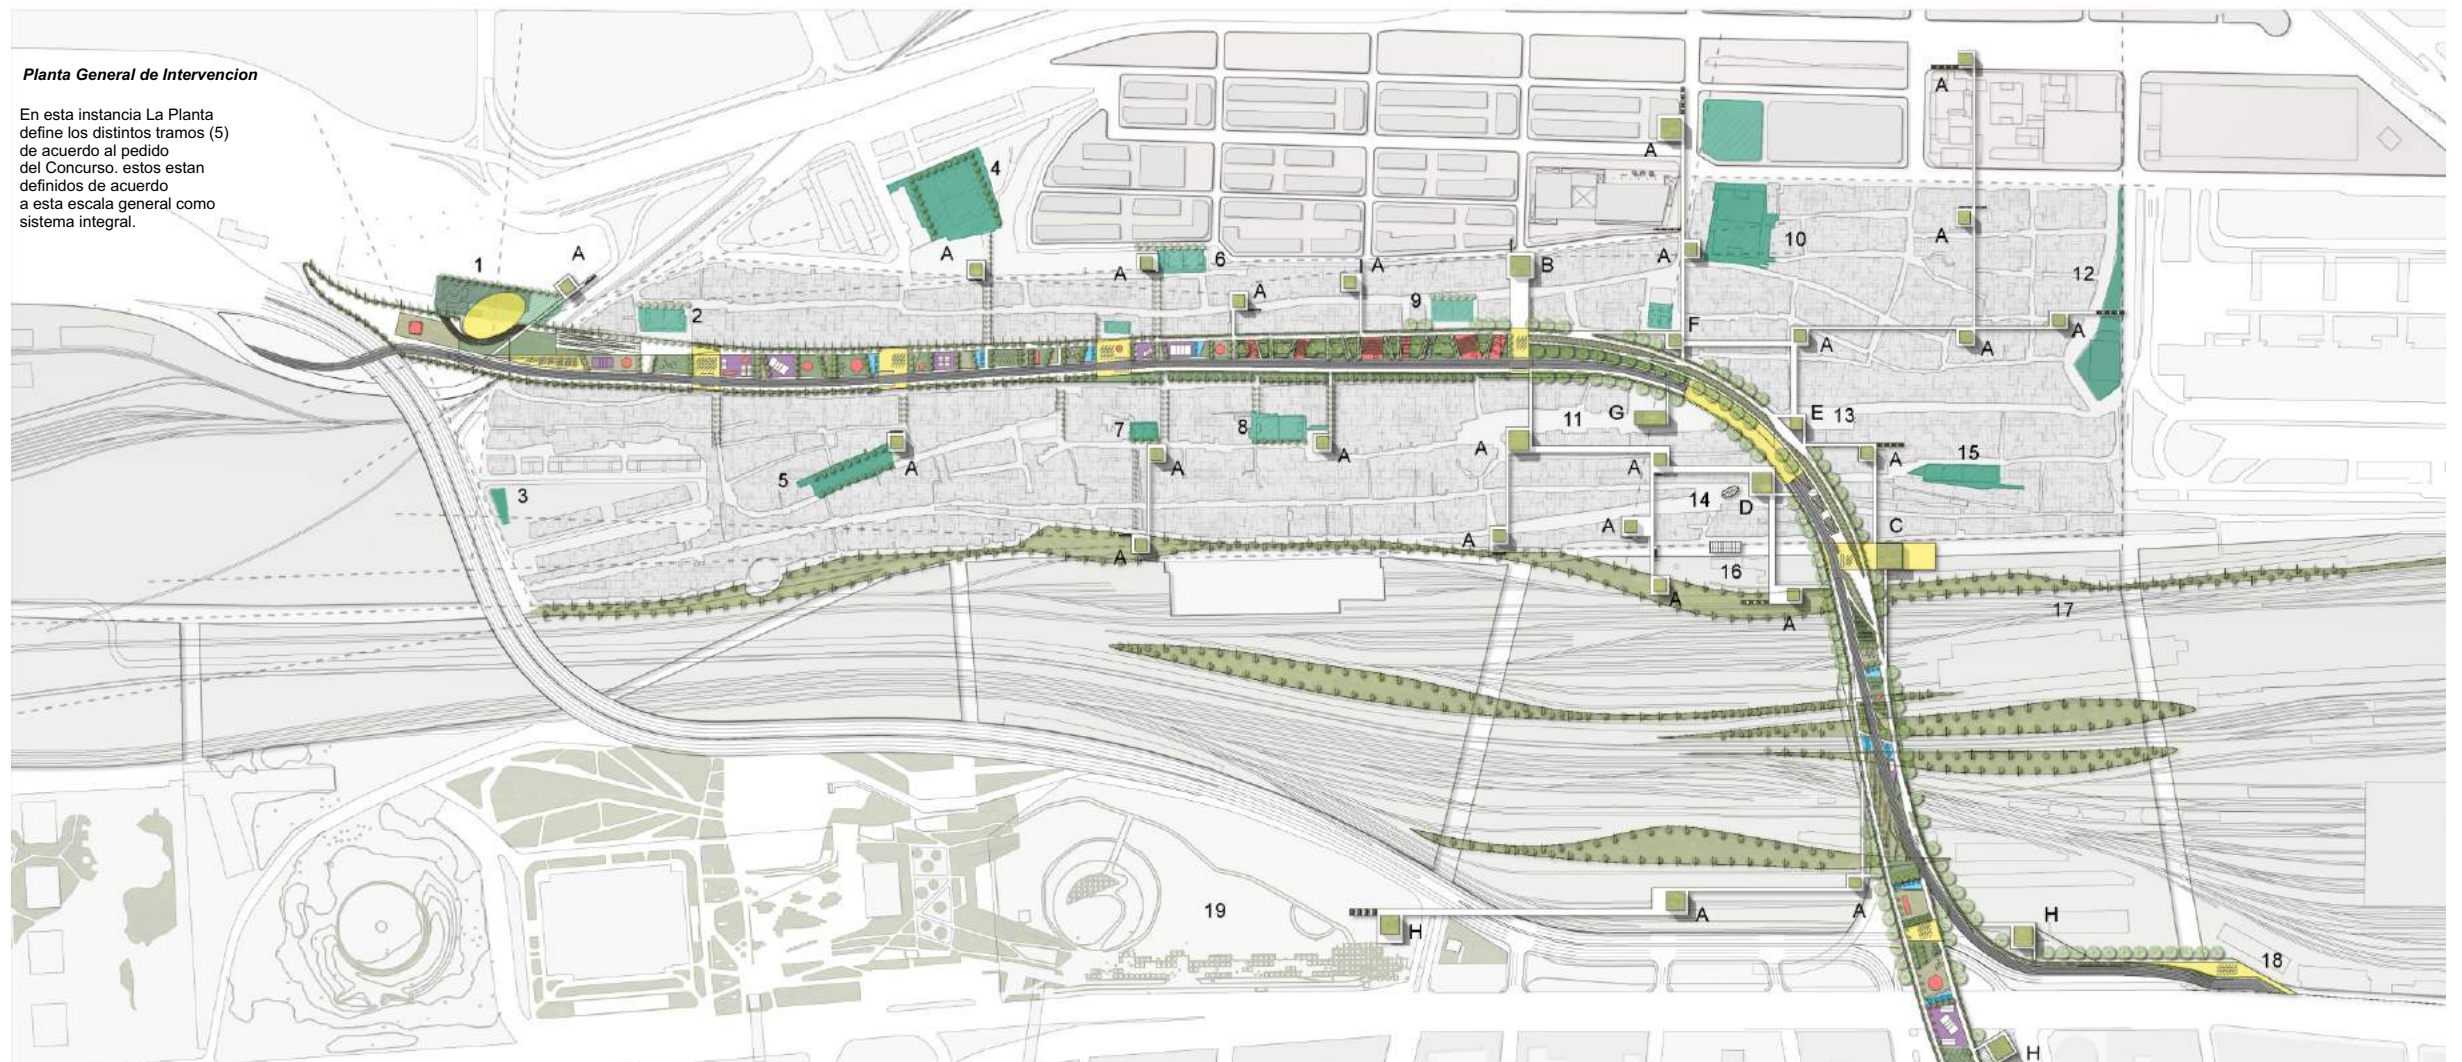 Planta General de Intervencion
En esta instancia La Planta
define los distintos tramos (5)
de acuerdo al pedido
del Concurso. estos estan
definidos de acuerdo
a esta escala general como
sistema integral.
A
A
4
A
1
A
A
A
10
A
6
A
B
A
12
A
2
9
F
A
A
A
G
11
E
13
7
8
A
5
A
A
A
A
A
15
3
14
D
A
A
C
A
16
A
A
17
19
A
A
H
H
18
H